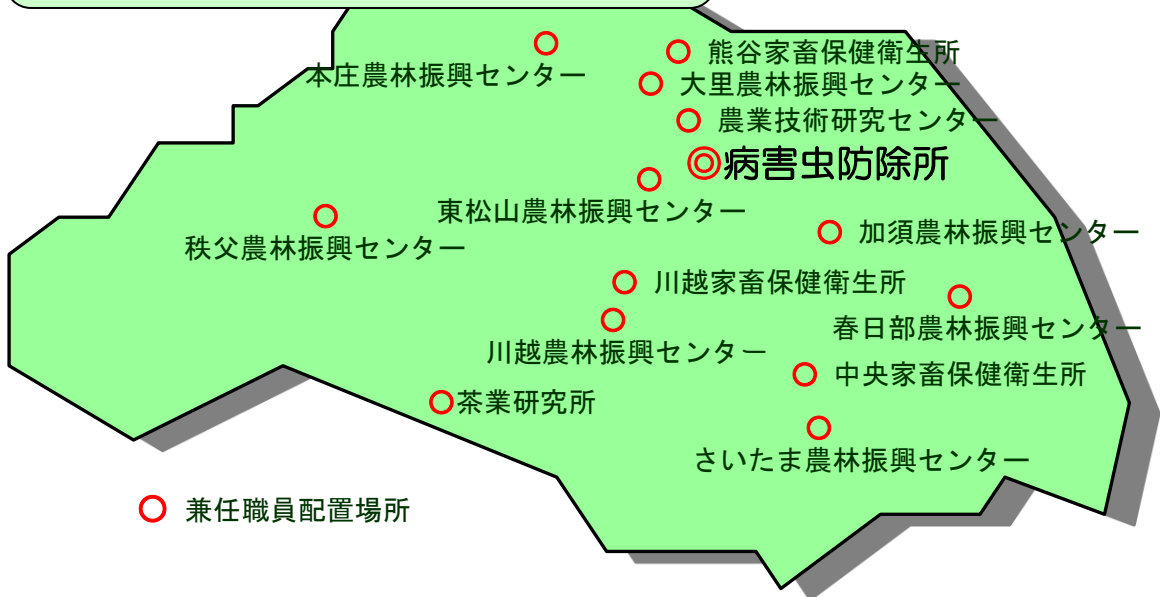 熊谷家畜保健衛生所
本庄農林振興センター
大里農林振興センター
農業技術研究センター
病害虫防除所
東松山農林振興センター
加須農林振興センター
秩父農林振興センター
川越家畜保健衛生所
春日部農林振興センター
川越農林振興センター
中央家畜保健衛生所
茶業研究所
さいたま農林振興センター
兼任職員配置場所